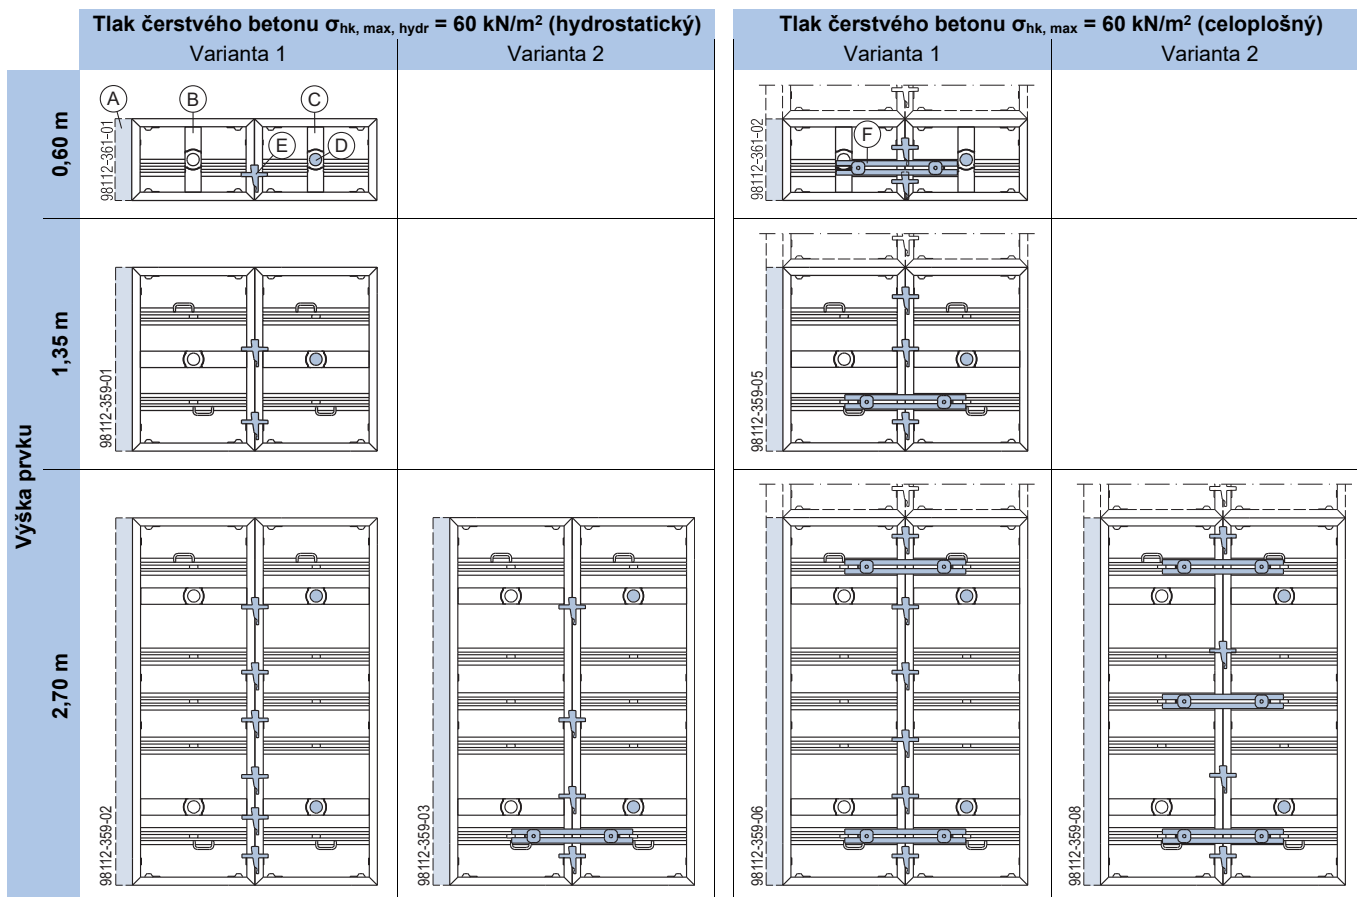 Tlak čerstvého betonu σhk, max, hydr = 60 kN/m² (hydrostatický)
Tlak čerstvého betonu σhk, max = 60 kN/m² (celoplošný)
Varianta 1
Varianta 2
Varianta 1
Varianta 2
Výška prvku
0,60 m
A
B
C
D
E
98112-361-01
F
98112-361-02
1,35 m
98112-359-01
98112-359-05
2,70 m
98112-359-02
98112-359-03
98112-359-06
98112-359-08